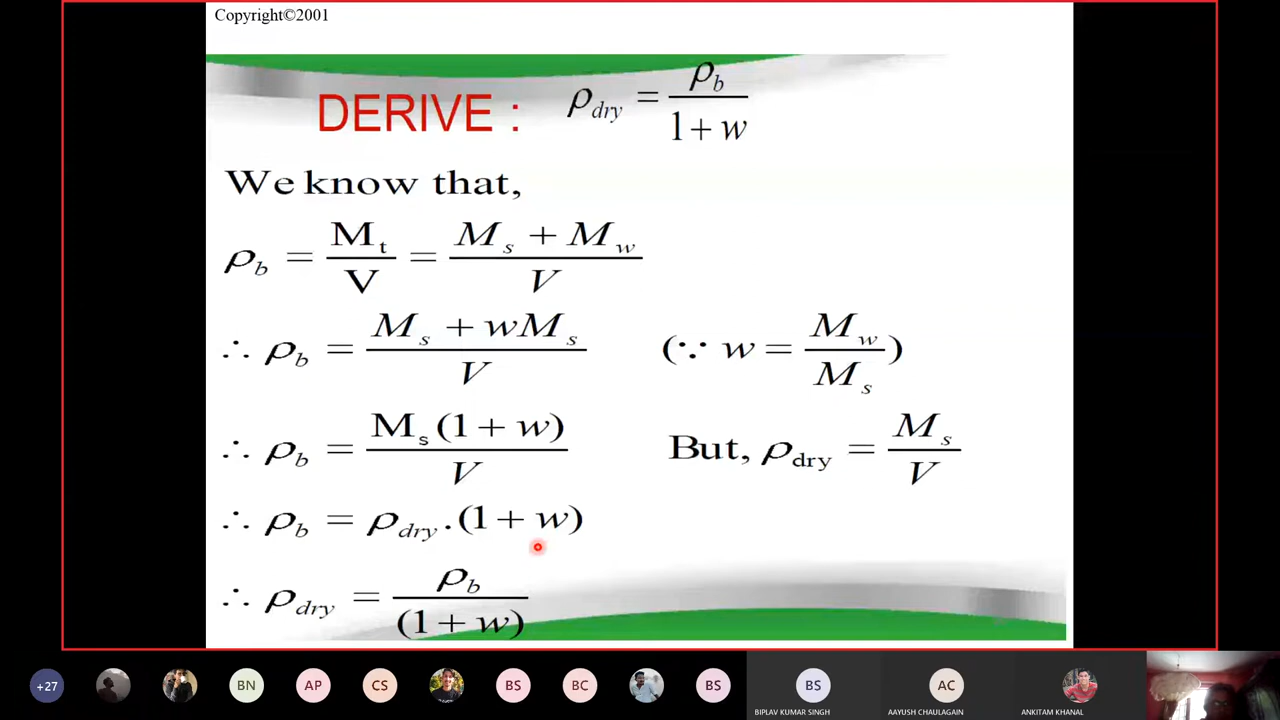 Copyright©2001
DERIVE : ρ_dry = ρ_b / (1 + w)
We know that,
ρ_b = M_t / V = (M_s + M_w) / V
∴ ρ_b = (M_s + wM_s) / V (∵ w = M_w / M_s)
∴ ρ_b = M_s (1 + w) / V But, ρ_dry = M_s / V
∴ ρ_b = ρ_dry . (1 + w)
∴ ρ_dry = ρ_b / (1 + w)
+27 BN AP CS BS BC BS BS AC
BIPLAV KUMAR SINGH AAYUSH CHAULAGAIN ANKITAM KHANAL